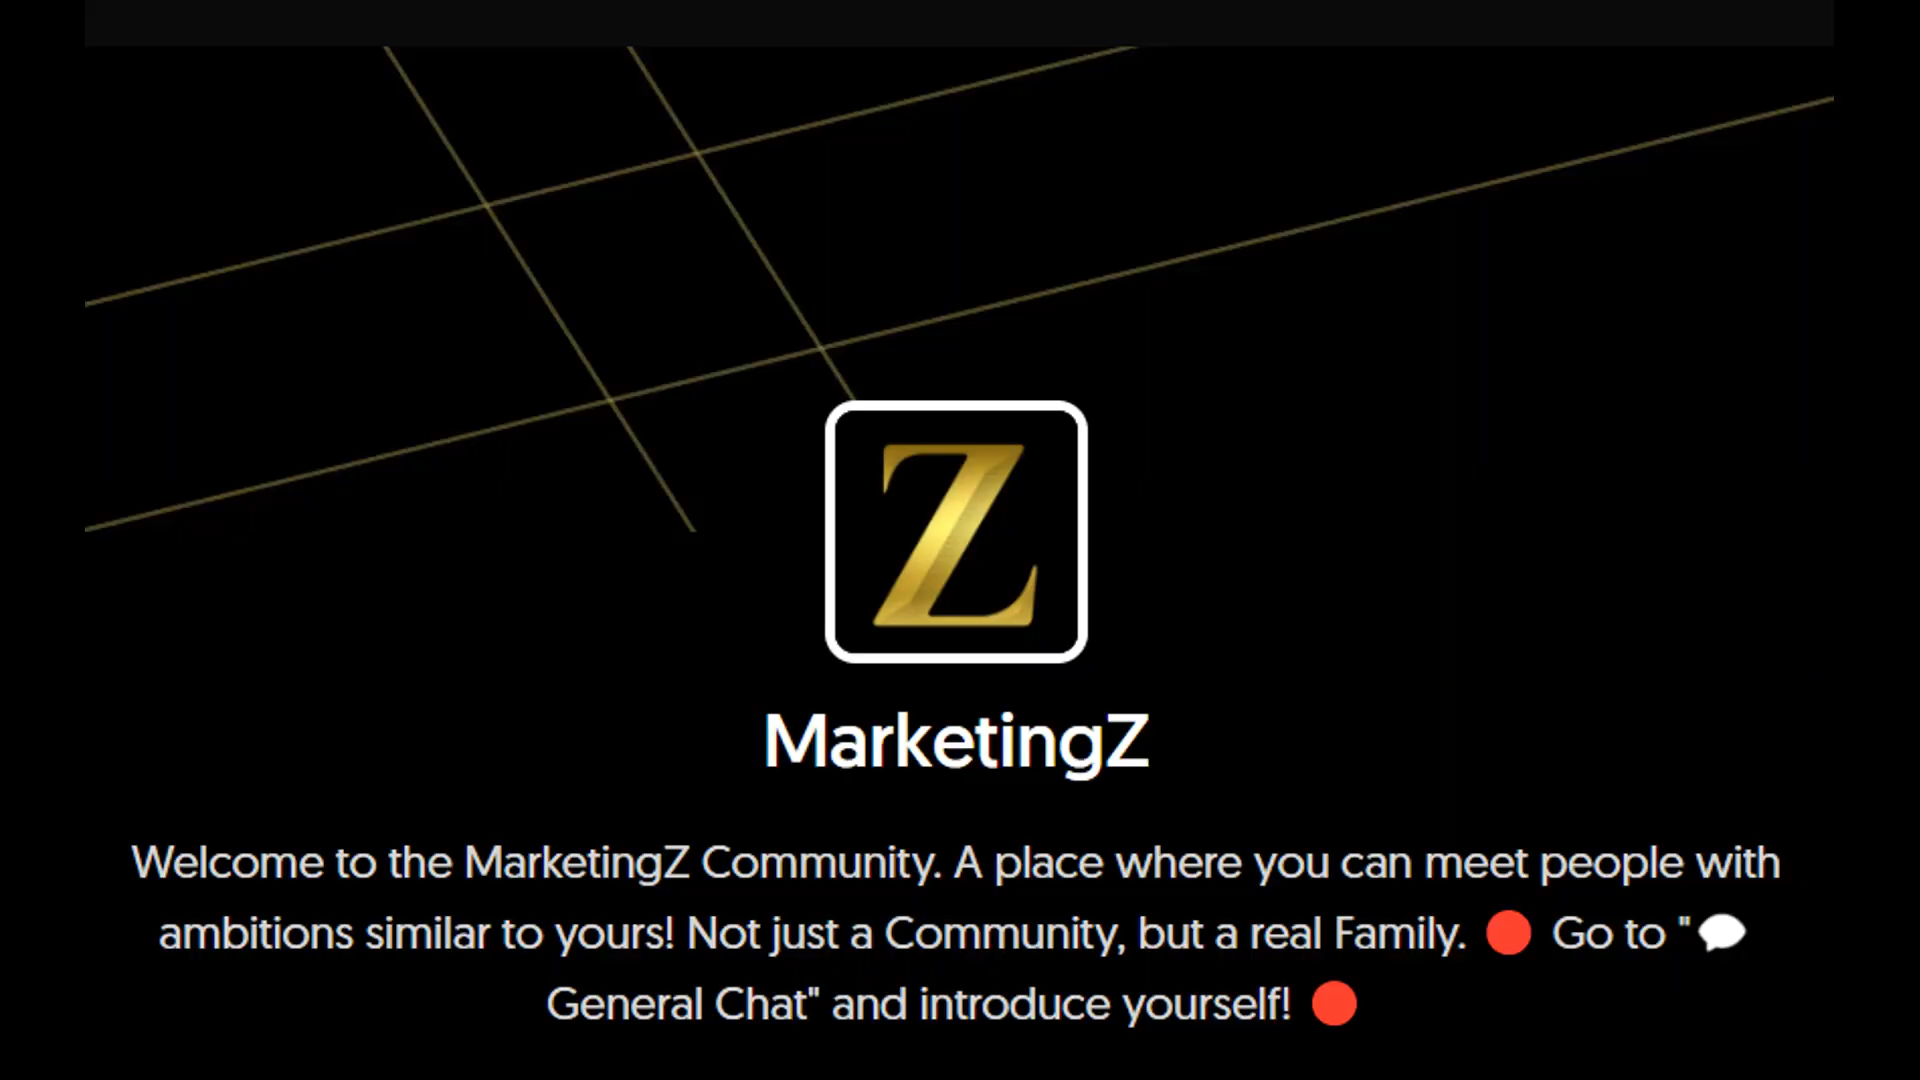 Z
MarketingZ
Welcome to the MarketingZ Community. A place where you can meet people with
ambitions similar to yours! Not just a Community, but a real Family. 🔴 Go to "💬
General Chat" and introduce yourself! 🔴